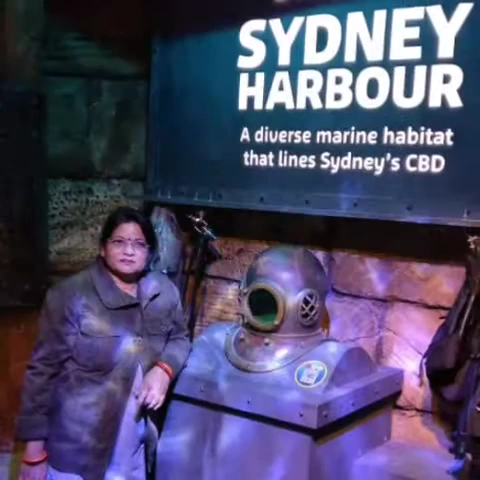 SYDNEY
HARBOUR
A diverse marine habitat
that lines Sydney's CBD